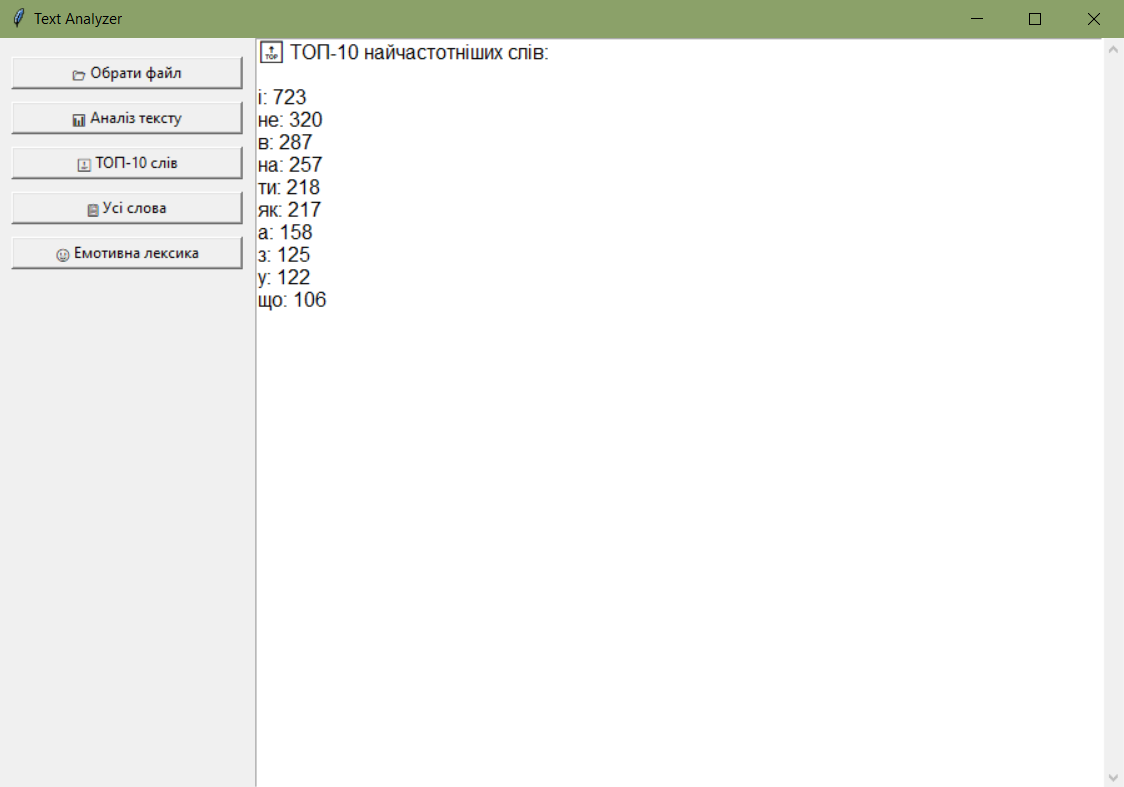 Text Analyzer
Обрати файл
Аналіз тексту
ТОП-10 слів
Усі слова
Емотивна лексика
TOP ТОП-10 найчастотніших слів:
і: 723
не: 320
в: 287
на: 257
ти: 218
як: 217
а: 158
з: 125
у: 122
що: 106